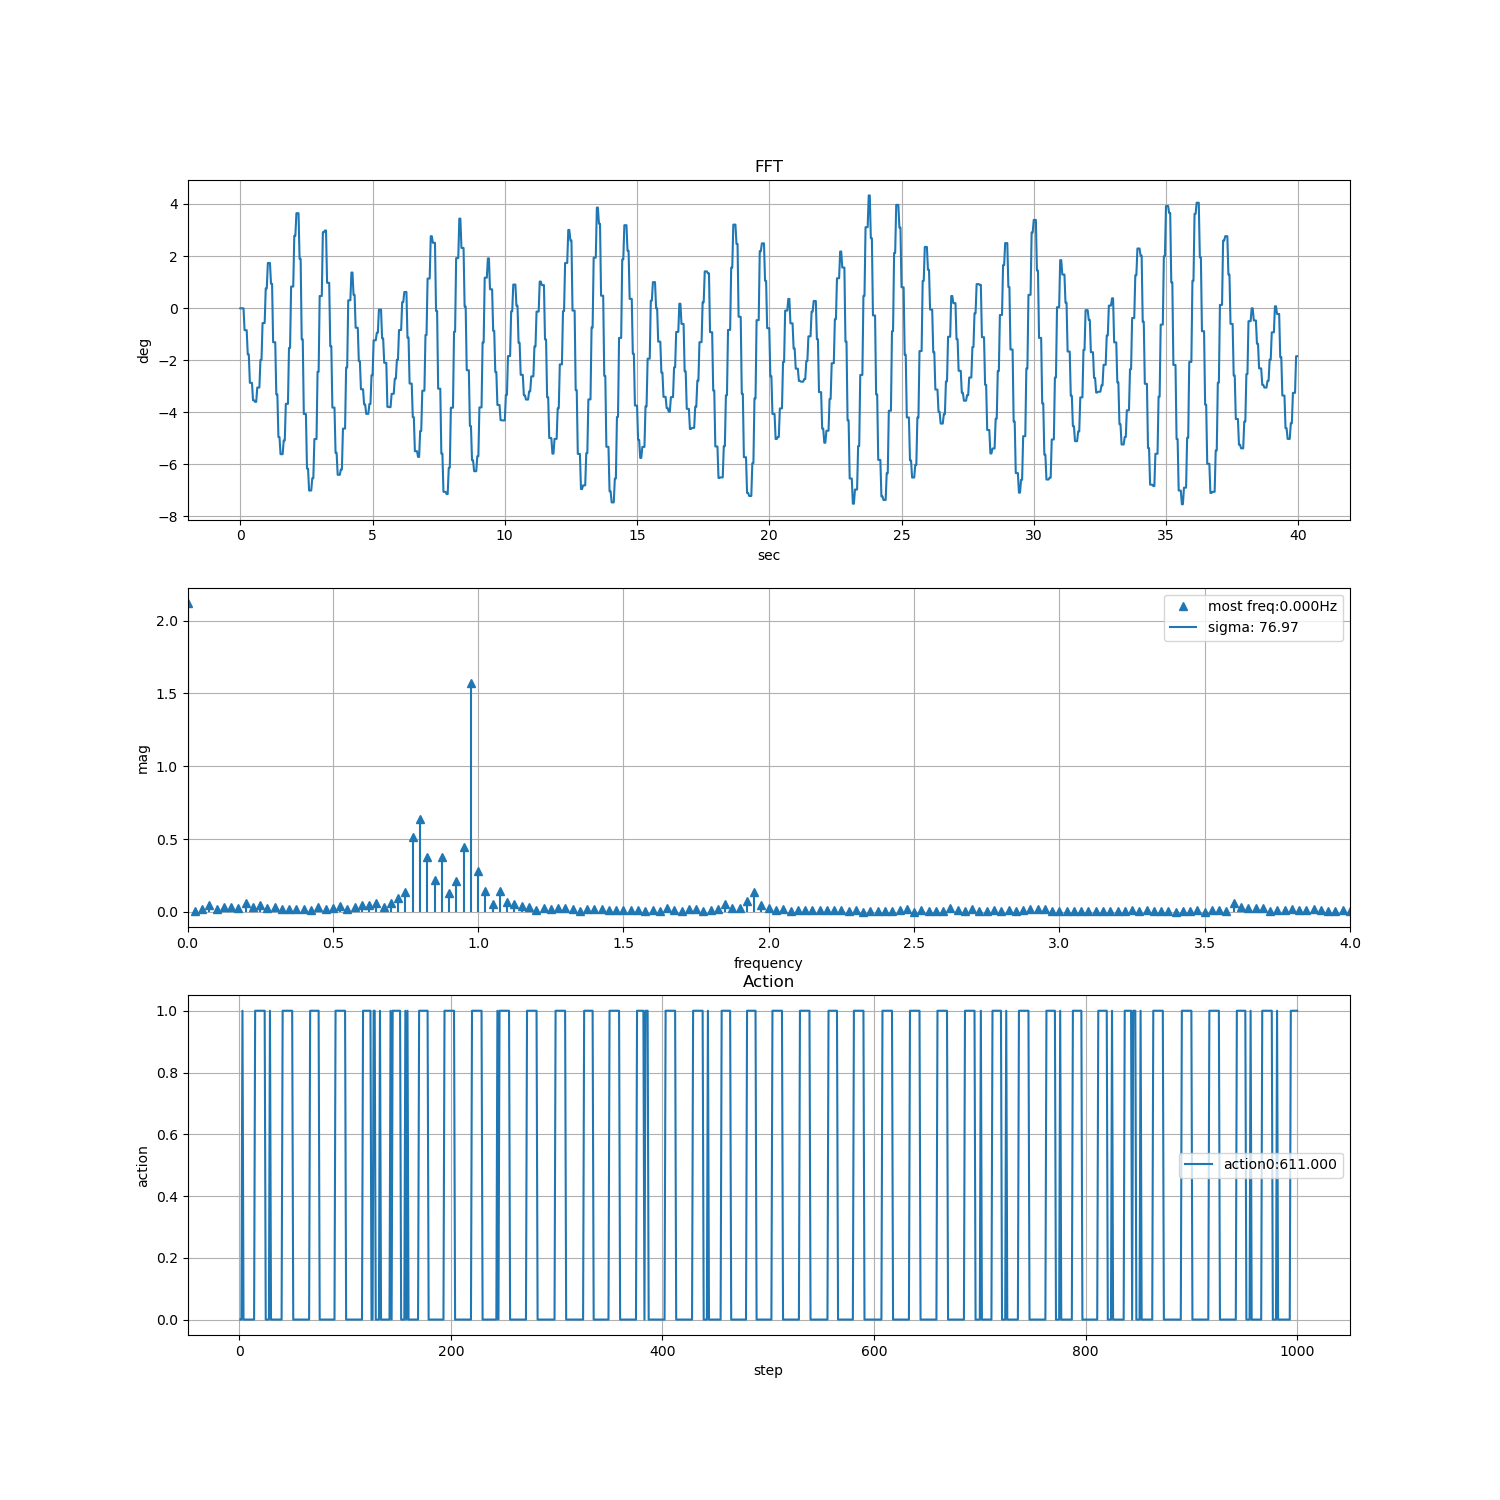 FFT
4
2
0
−2
−4
−6
−8
deg
0 5 10 15 20 25 30 35 40
sec
most freq:0.000Hz
sigma: 76.97
2.0
1.5
1.0
0.5
0.0
mag
0.0 0.5 1.0 1.5 2.0 2.5 3.0 3.5 4.0
frequency
Action
1.0
0.8
0.6
0.4
0.2
0.0
action
action0:611.000
0 200 400 600 800 1000
step